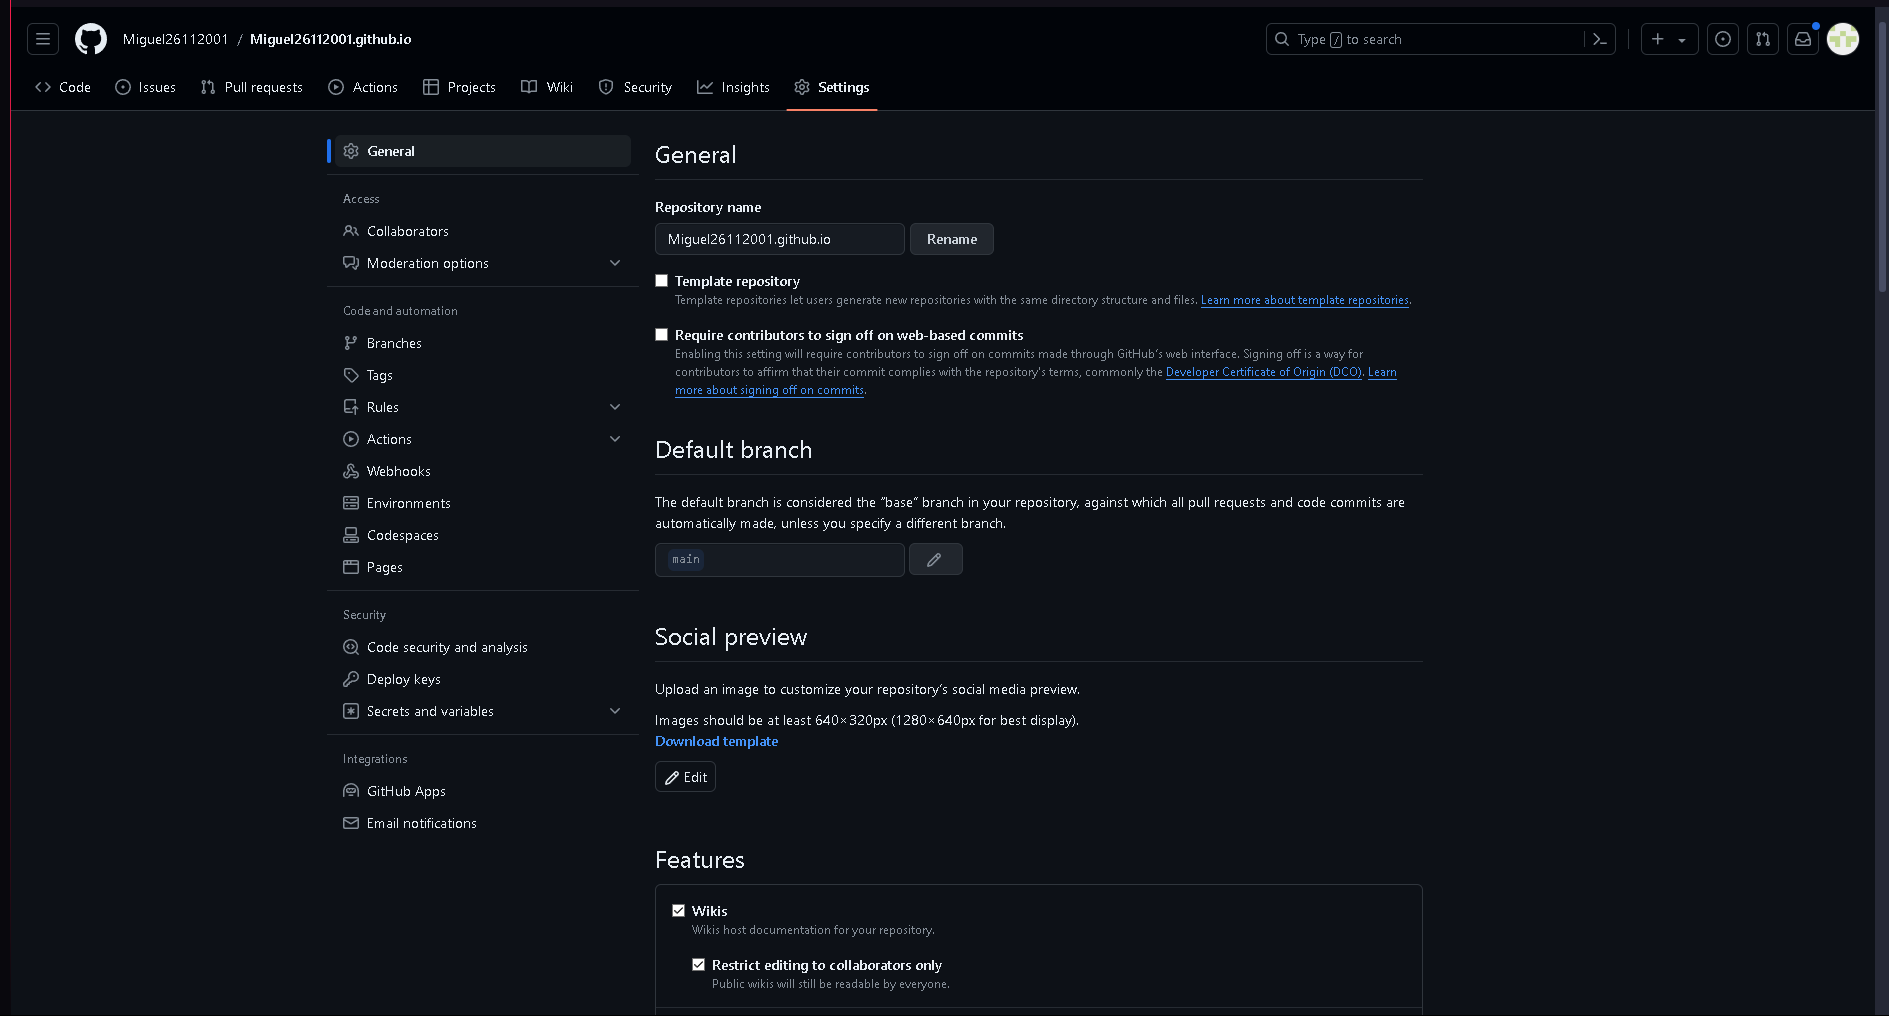 Miguel26112001 / Miguel26112001.github.io
Type / to search
Code
Issues
Pull requests
Actions
Projects
Wiki
Security
Insights
Settings
General
Access
Collaborators
Moderation options
Code and automation
Branches
Tags
Rules
Actions
Webhooks
Environments
Codespaces
Pages
Security
Code security and analysis
Deploy keys
Secrets and variables
Integrations
GitHub Apps
Email notifications
General
Repository name
Miguel26112001.github.io
Rename
Template repository
Template repositories let users generate new repositories with the same directory structure and files. Learn more about template repositories.
Require contributors to sign off on web-based commits
Enabling this setting will require contributors to sign off on commits made through GitHub's web interface. Signing off is a way for
contributors to affirm that their commit complies with the repository's terms, commonly the Developer Certificate of Origin (DCO). Learn
more about signing off on commits.
Default branch
The default branch is considered the "base" branch in your repository, against which all pull requests and code commits are
automatically made, unless you specify a different branch.
main
Social preview
Upload an image to customize your repository's social media preview.
Images should be at least 640×320px (1280×640px for best display).
Download template
Edit
Features
Wikis
Wikis host documentation for your repository.
Restrict editing to collaborators only
Public wikis will still be readable by everyone.